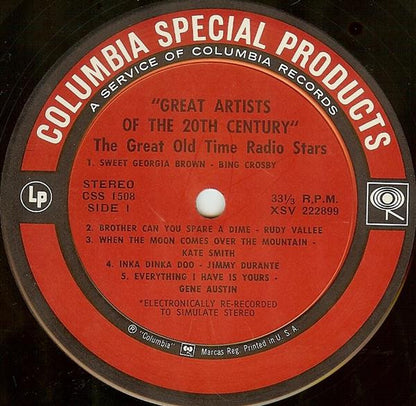 COLUMBIA SPECIAL PRODUCTS
A SERVICE OF COLUMBIA RECORDS
"GREAT ARTISTS
OF THE 20TH CENTURY"
The Great Old Time Radio Stars
1. SWEET GEORGIA BROWN - BING CROSBY
STEREO
CSS 1508
SIDE 1
33⅓ R.P.M.
XSV 222899
LP
2. BROTHER CAN YOU SPARE A DIME - RUDY VALLEE
3. WHEN THE MOON COMES OVER THE MOUNTAIN -
KATE SMITH
4. INKA DINKA DOO - JIMMY DURANTE
5. EVERYTHING I HAVE IS YOURS -
GENE AUSTIN
*ELECTRONICALLY RE-RECORDED
TO SIMULATE STEREO
® "Columbia" Marcas Reg. Printed in U.S.A.